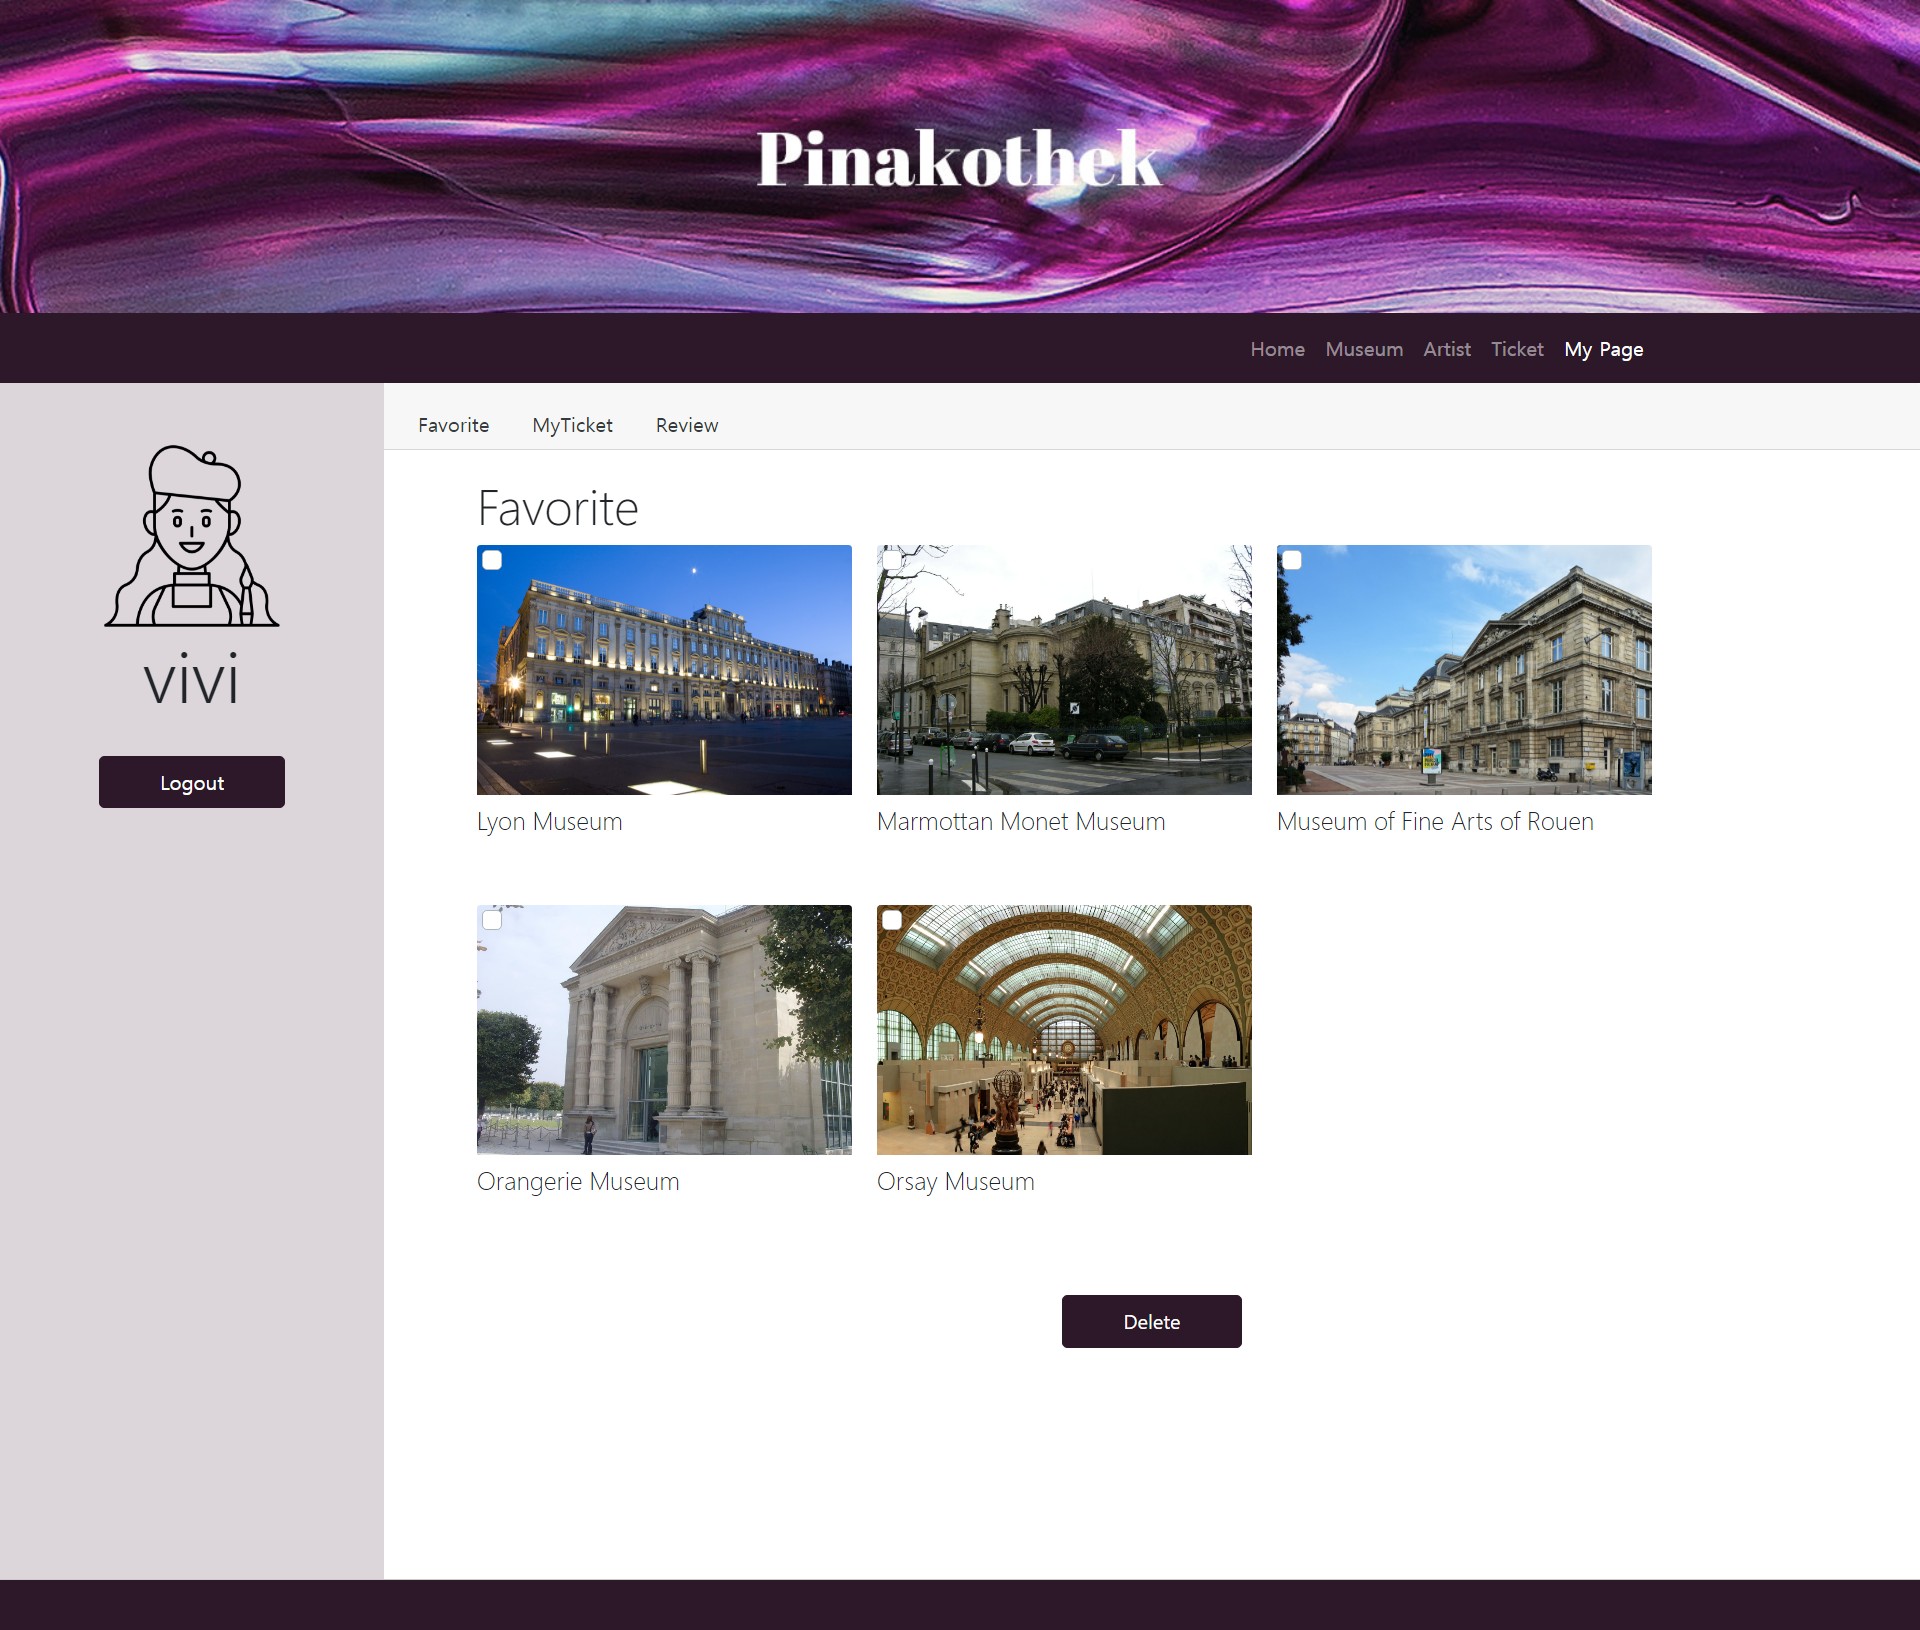 Pinakothek
Home Museum Artist Ticket My Page
Favorite MyTicket Review
vivi
Logout
Favorite
Lyon Museum
Marmottan Monet Museum
Museum of Fine Arts of Rouen
Orangerie Museum
Orsay Museum
Delete